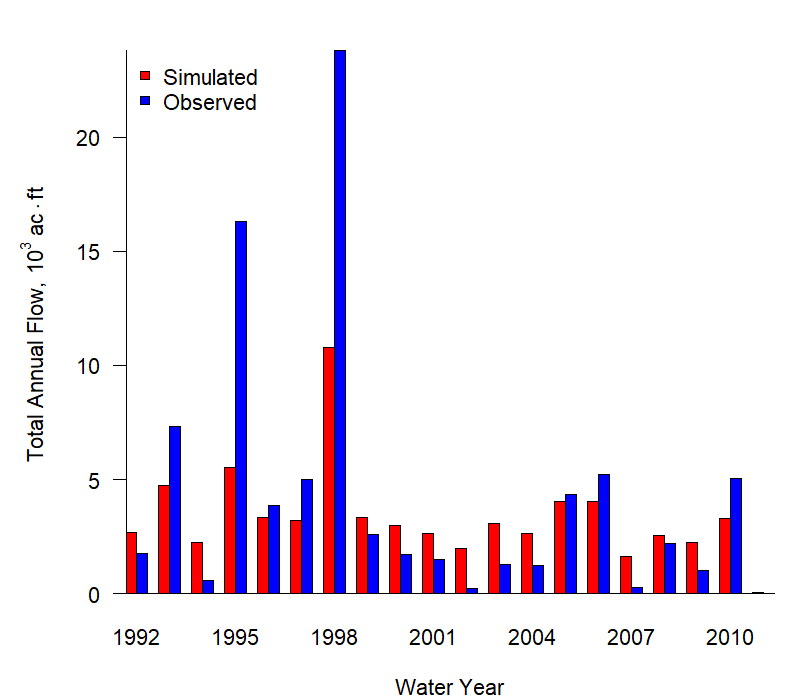 Simulated
Observed
Total Annual Flow, 10³ ac·ft
20
15
10
5
0
1992 1995 1998 2001 2004 2007 2010
Water Year